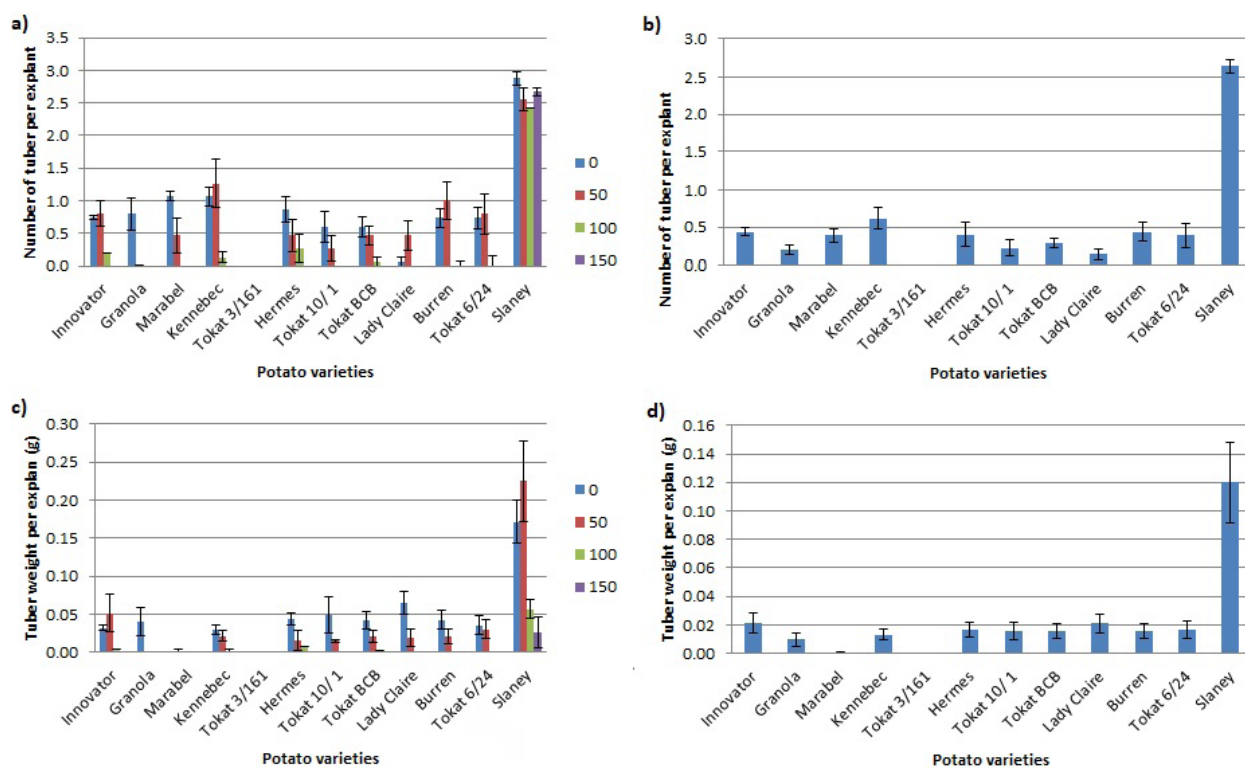 a)
Number of tuber per explant
3.5
3.0
2.5
2.0
1.5
1.0
0.5
0.0
Innovator
Granola
Marabel
Kennebec
Tokat 3/161
Hermes
Tokat 10/1
Tokat BCB
Lady Claire
Burren
Tokat 6/24
Slaney
Potato varieties
0
50
100
150
b)
Number of tuber per explant
3.0
2.5
2.0
1.5
1.0
0.5
0.0
Innovator
Granola
Marabel
Kennebec
Tokat 3/161
Hermes
Tokat 10/1
Tokat BCB
Lady Claire
Burren
Tokat 6/24
Slaney
Potato varieties
c)
Tuber weight per explan (g)
0.30
0.25
0.20
0.15
0.10
0.05
0.00
Innovator
Granola
Marabel
Kennebec
Tokat 3/161
Hermes
Tokat 10/1
Tokat BCB
Lady Claire
Burren
Tokat 6/24
Slaney
Potato varieties
0
50
100
150
d)
Tuber weight per explan (g)
0.16
0.14
0.12
0.10
0.08
0.06
0.04
0.02
0.00
Innovator
Granola
Marabel
Kennebec
Tokat 3/161
Hermes
Tokat 10/1
Tokat BCB
Lady Claire
Burren
Tokat 6/24
Slaney
Potato varieties